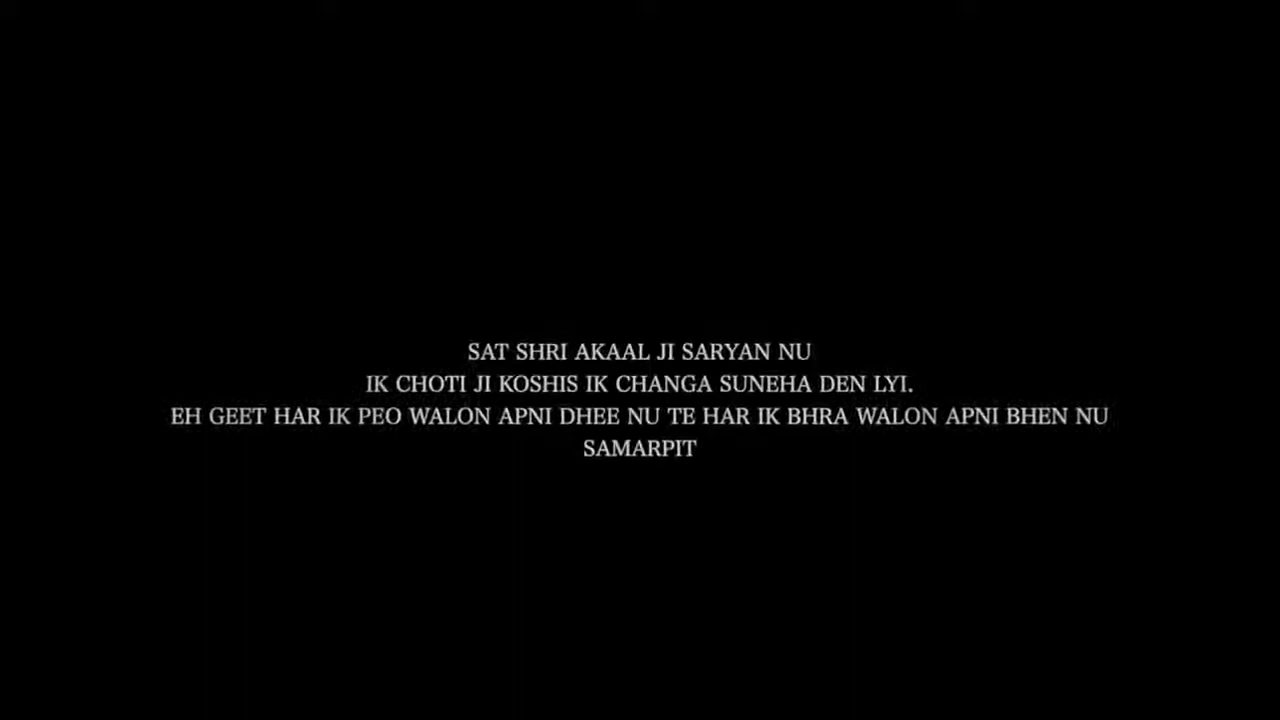 SAT SHRI AKAAL JI SARYAN NU
IK CHOTI JI KOSHIS IK CHANGA SUNEHA DEN LYI.
EH GEET HAR IK PEO WALON APNI DHEE NU TE HAR IK BHRA WALON APNI BHEN NU
SAMARPIT